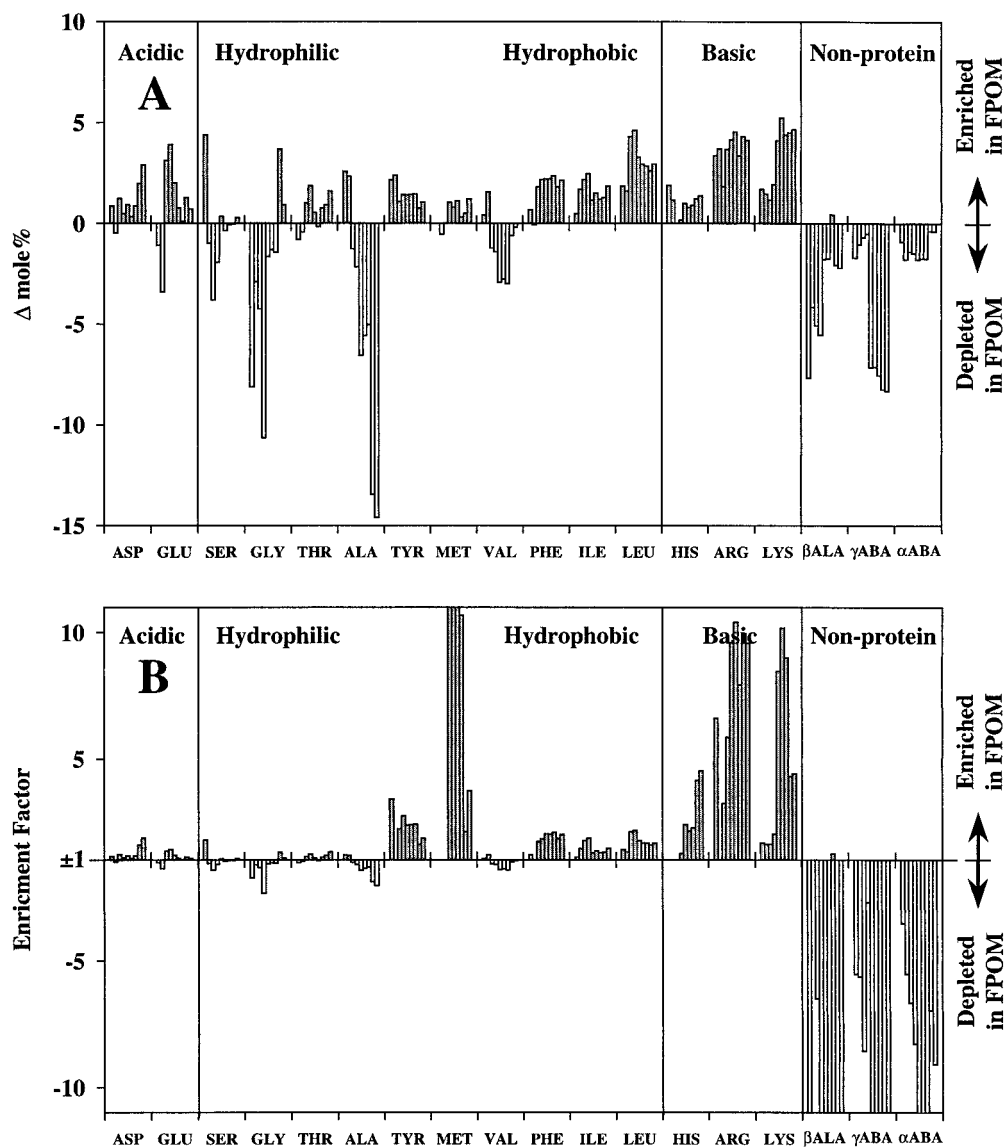 10
Acidic Hydrophilic Hydrophobic Basic Non-protein
A
5
0
-5
-10
-15
Δ mole%
Enriched
in FPOM
Depleted
in FPOM
ASP GLU SER GLY THR ALA TYR MET VAL PHE ILE LEU HIS ARG LYS βALA γABA αABA
10
Acidic Hydrophilic Hydrophobic Basic Non-protein
B
5
±1
-5
-10
Enricment Factor
Enriched
in FPOM
Depleted
in FPOM
ASP GLU SER GLY THR ALA TYR MET VAL PHE ILE LEU HIS ARG LYS βALA γABA αABA